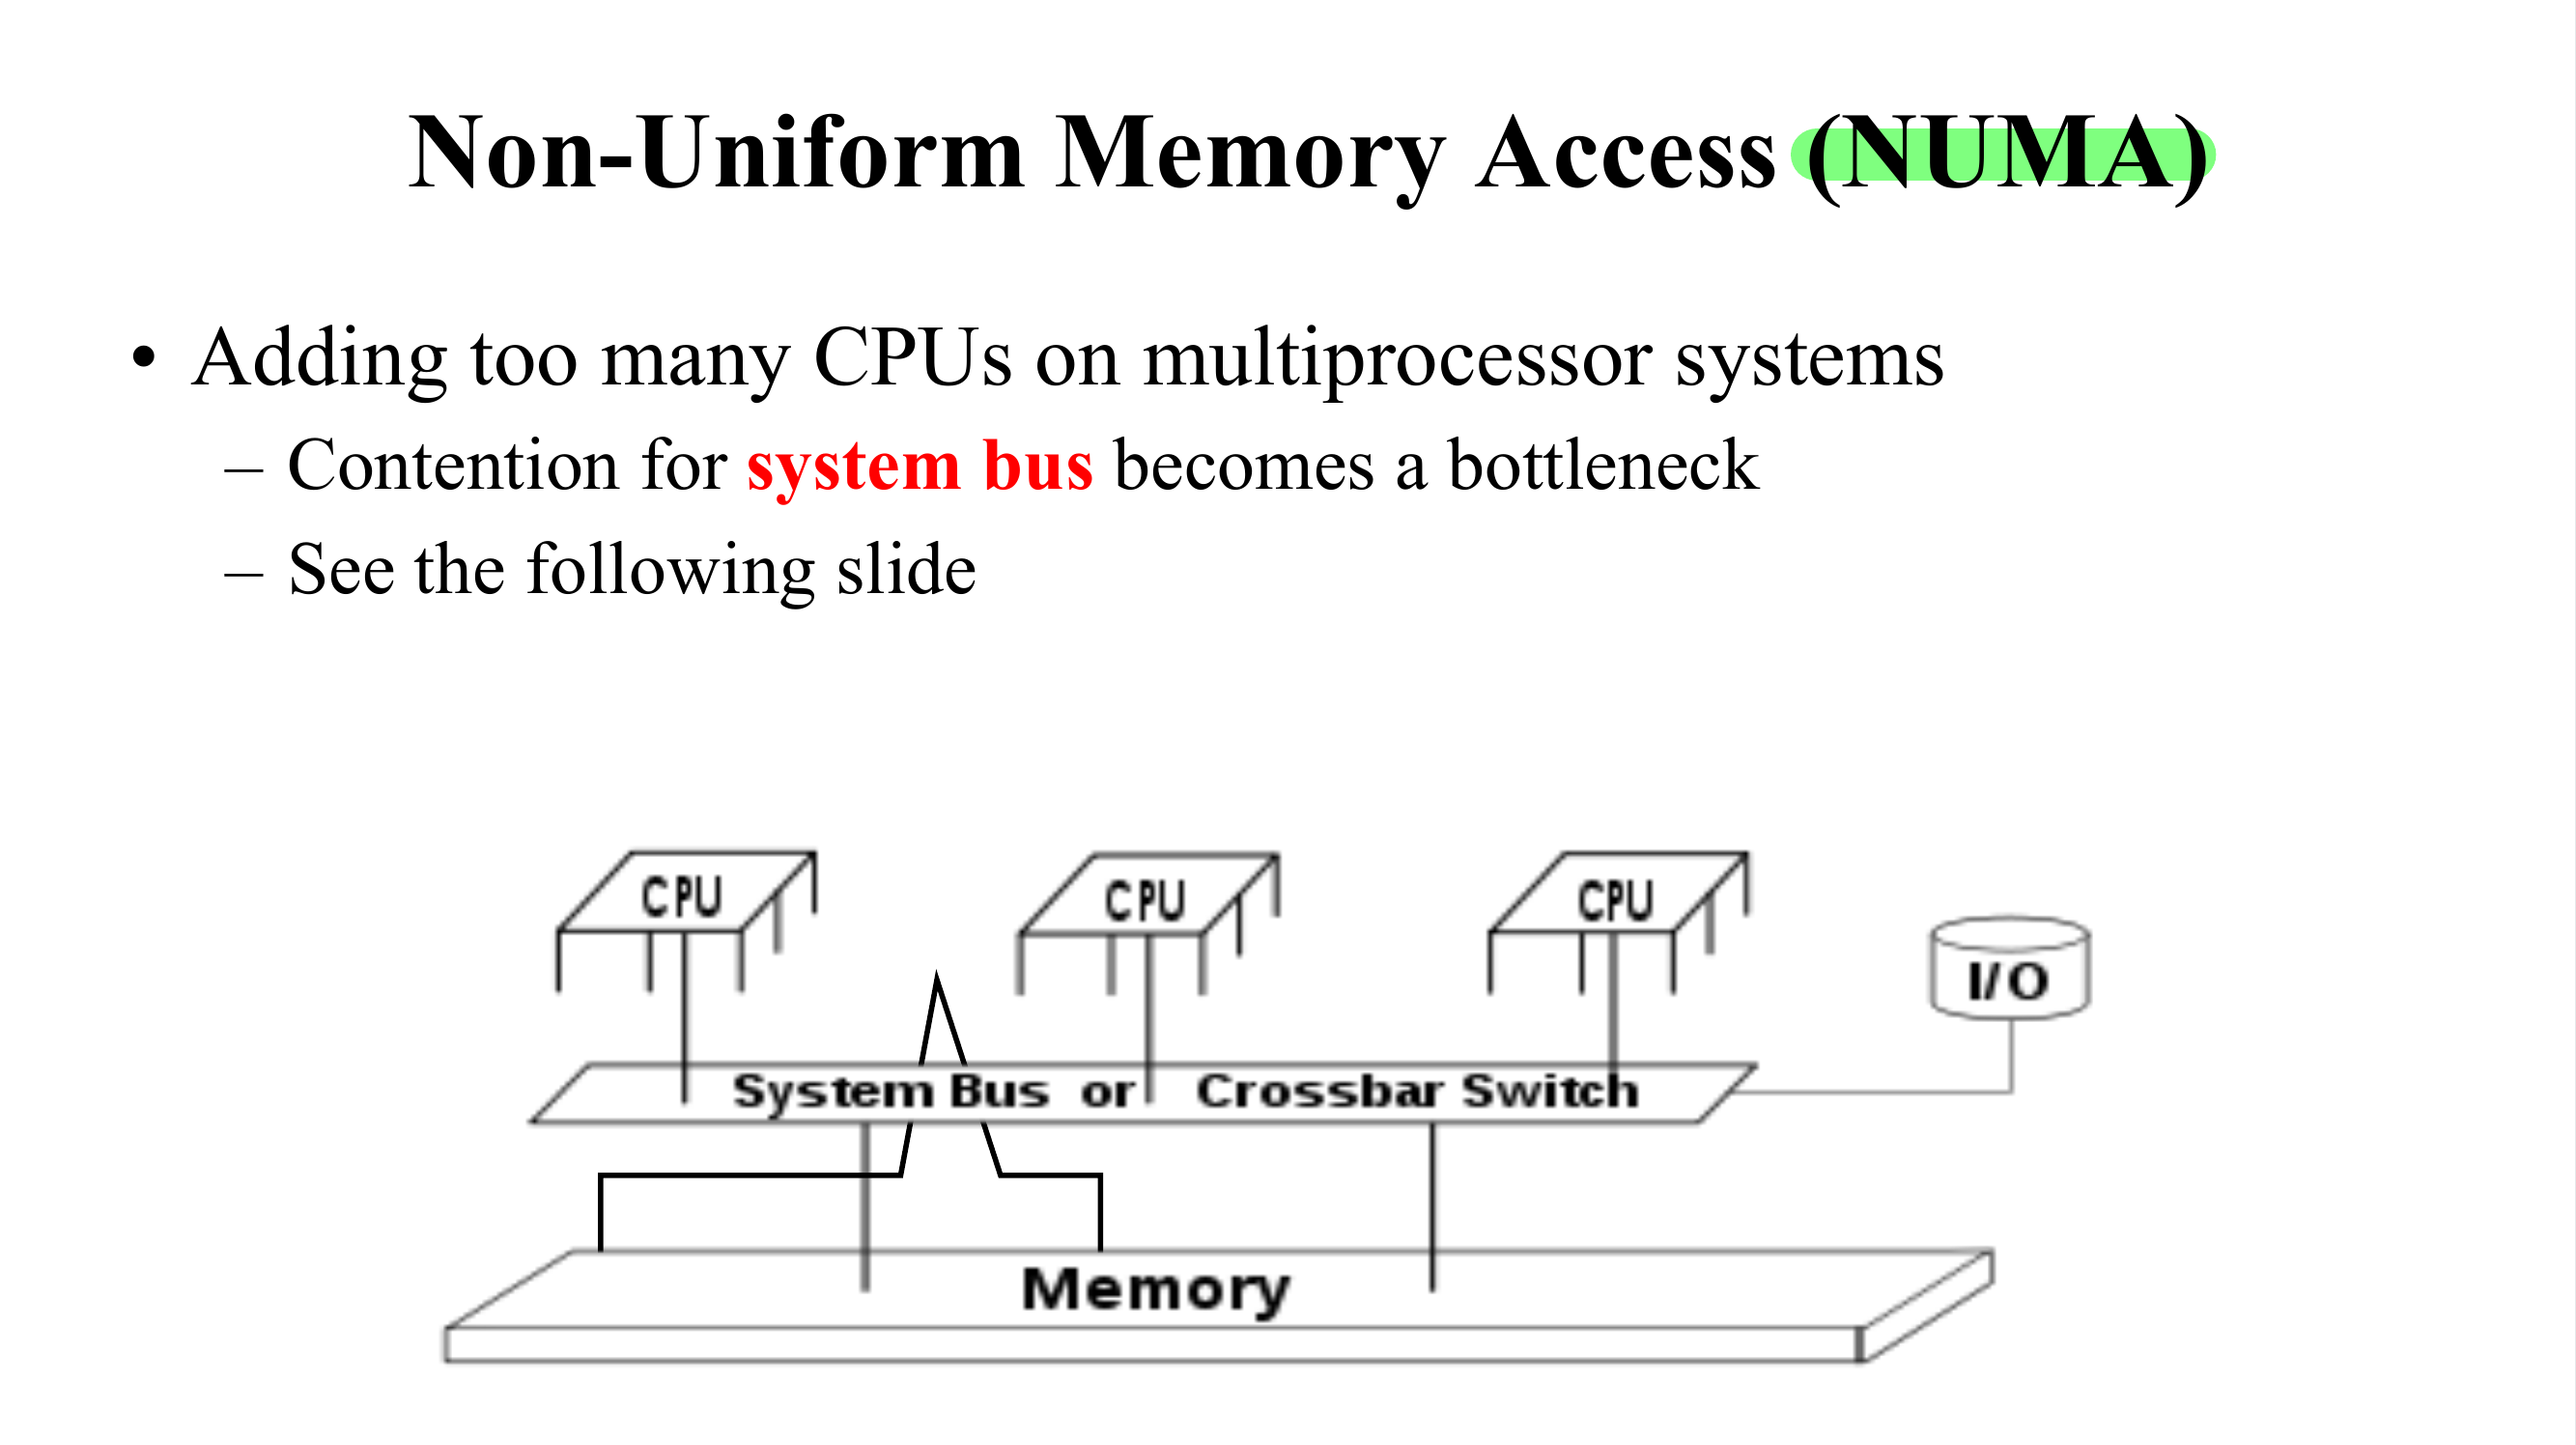 Non-Uniform Memory Access (NUMA)
• Adding too many CPUs on multiprocessor systems
– Contention for system bus becomes a bottleneck
– See the following slide
CPU
CPU
CPU
I/O
System Bus or Crossbar Switch
Memory